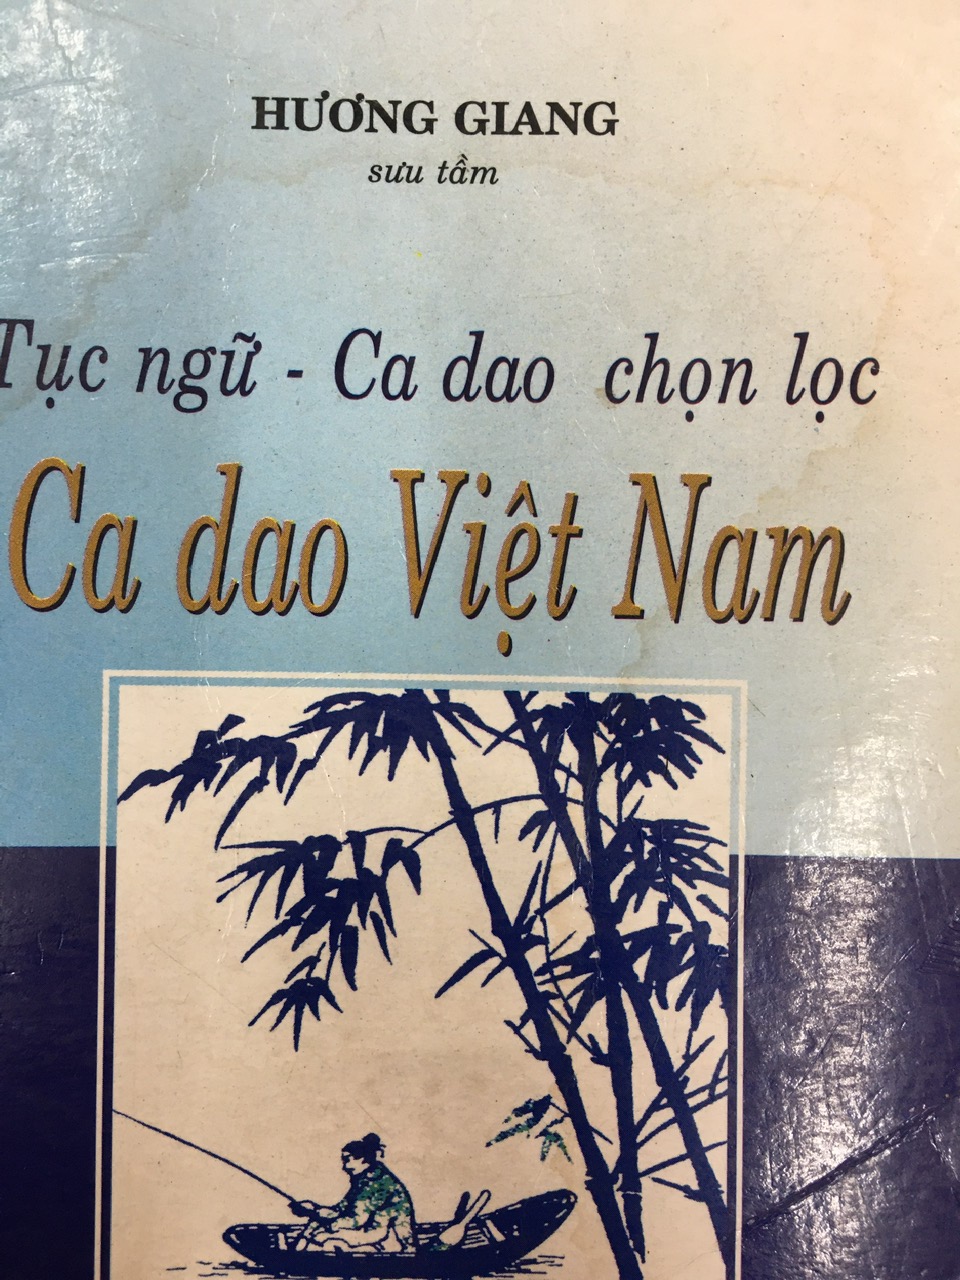 HƯƠNG GIANG
sưu tầm
Tục ngữ - Ca dao chọn lọc
Ca dao Việt Nam